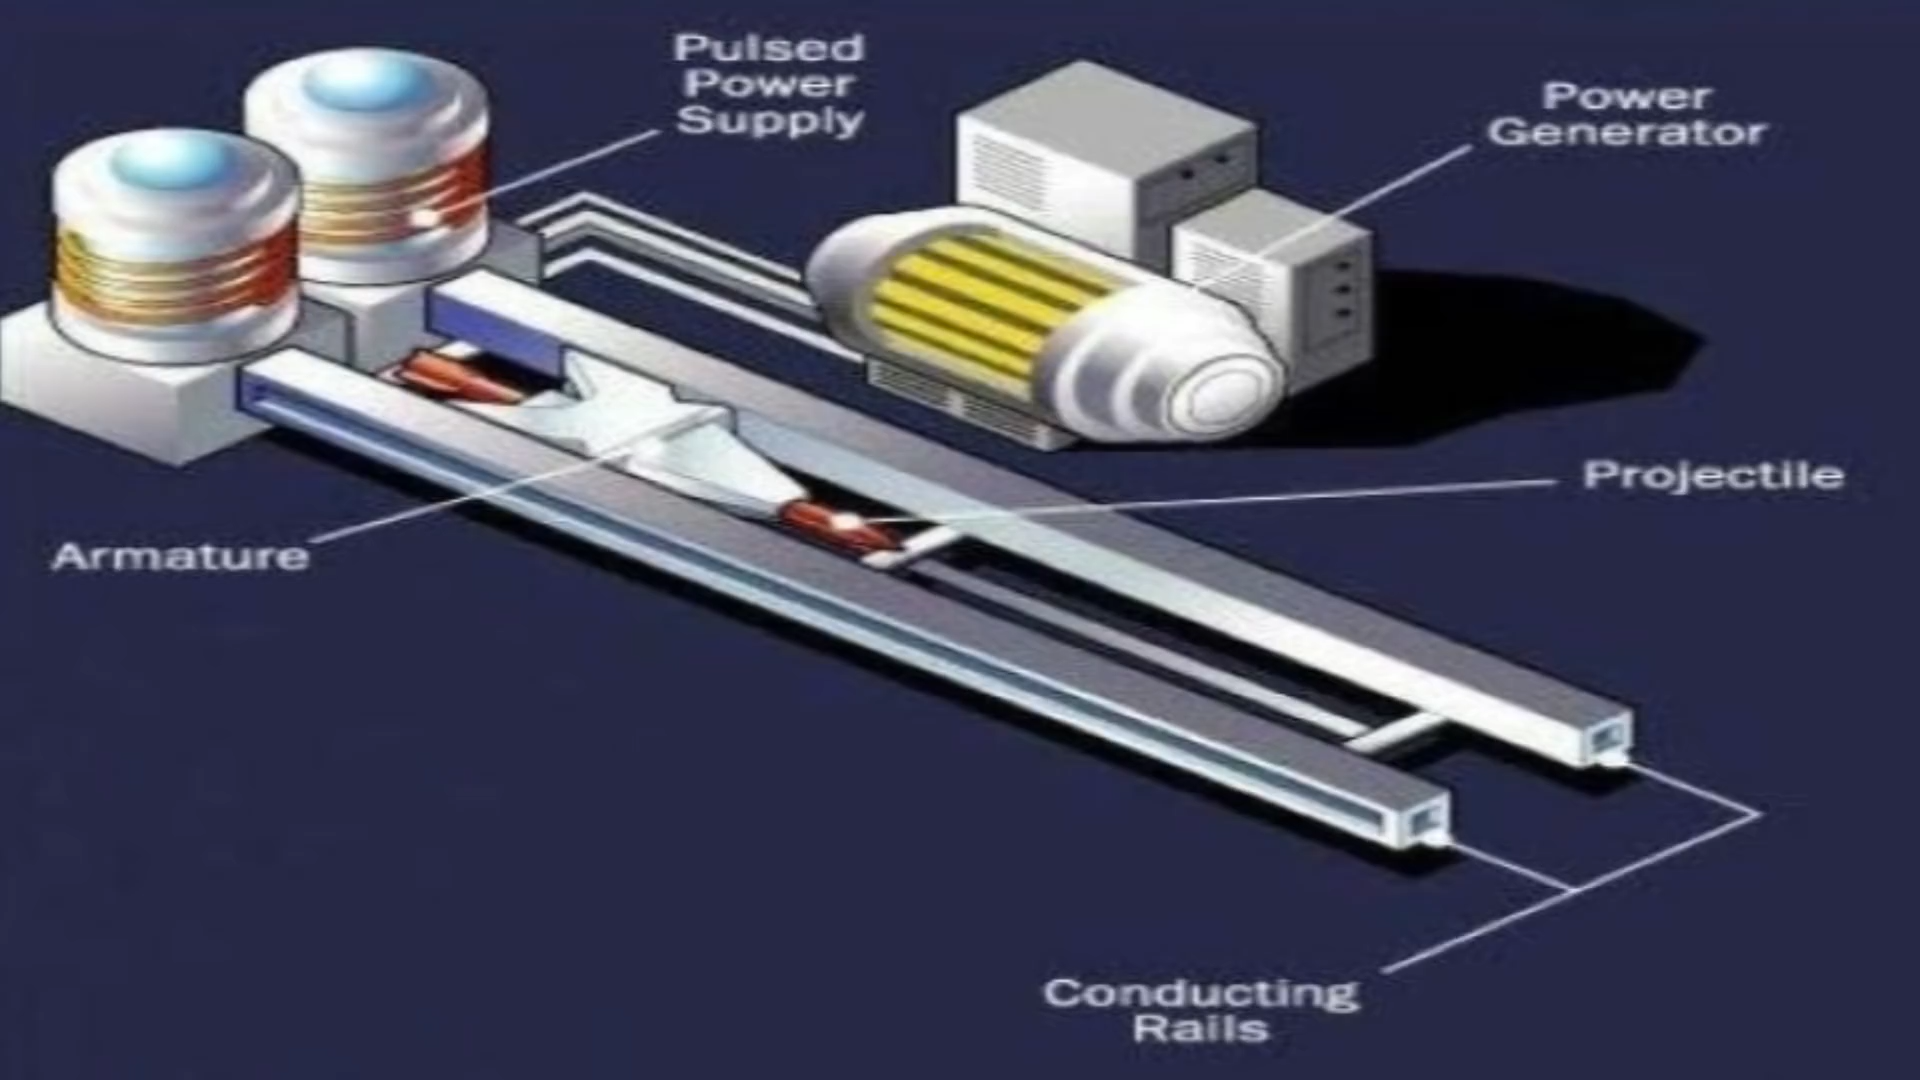 Pulsed
Power
Supply
Power
Generator
Projectile
Armature
Conducting
Rails